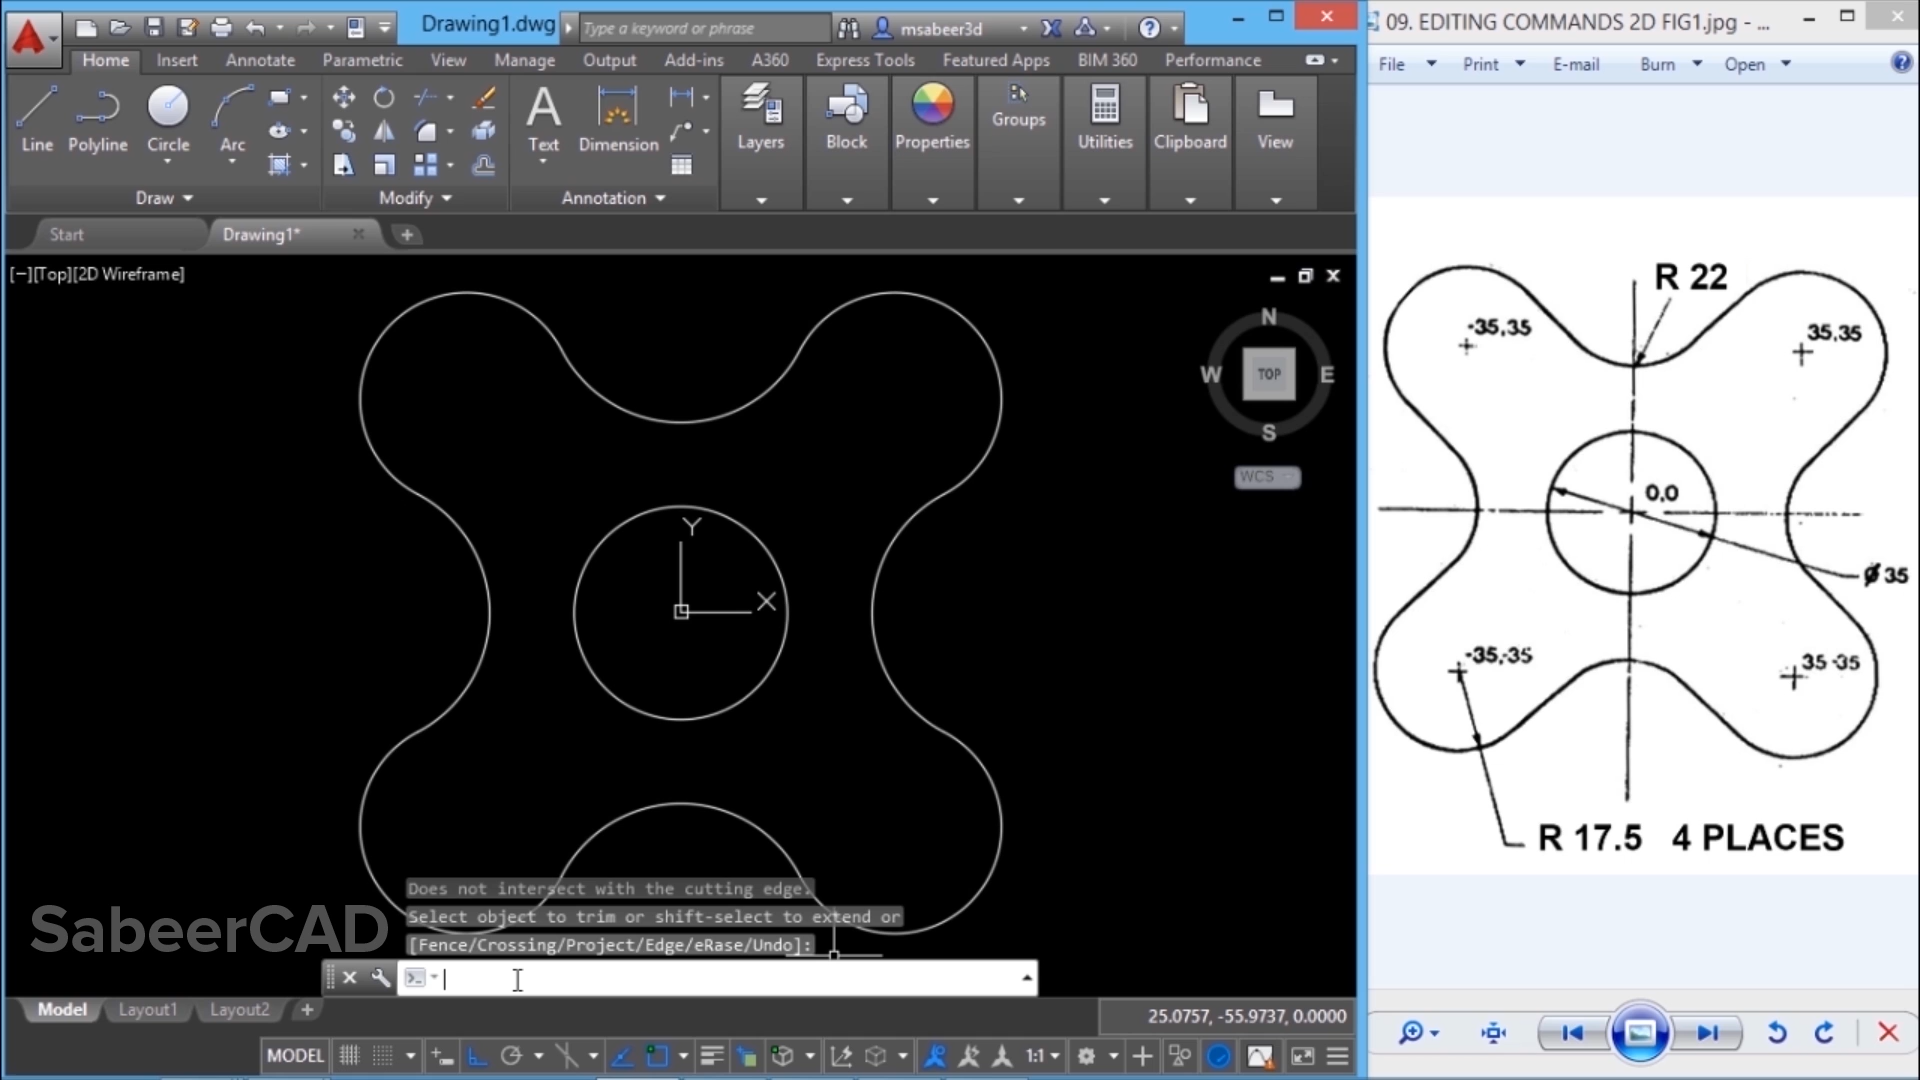 Drawing1.dwg
Type a keyword or phrase
msabeer3d
Home Insert Annotate Parametric View Manage Output Add-ins A360 Express Tools Featured Apps BIM 360 Performance
Line Polyline Circle Arc
Text Dimension
Layers Block Properties Groups Utilities Clipboard View
Draw Modify Annotation
Start Drawing1*
[−][Top][2D Wireframe]
N
W TOP E
S
WCS
Y
X
SabeerCAD
Does not intersect with the cutting edge.
Select object to trim or shift-select to extend or
[Fence/Crossing/Project/Edge/eRase/Undo]:
Model Layout1 Layout2 +
25.0757, -55.9737, 0.0000
MODEL 1:1
09. EDITING COMMANDS 2D FIG1.jpg - ...
File Print E-mail Burn Open
R 22
-35,35
35,35
0,0
Ø 35
-35,-35
35 -35
R 17.5 4 PLACES